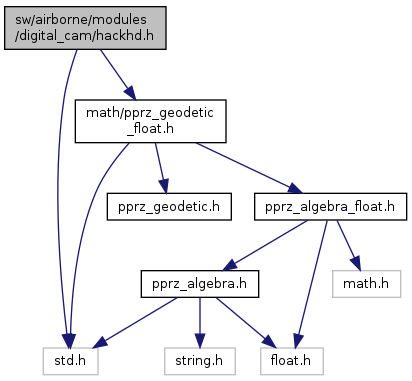 sw/airborne/modules
/digital_cam/hackhd.h
math/pprz_geodetic
_float.h
pprz_geodetic.h
pprz_algebra_float.h
pprz_algebra.h
math.h
std.h
string.h
float.h